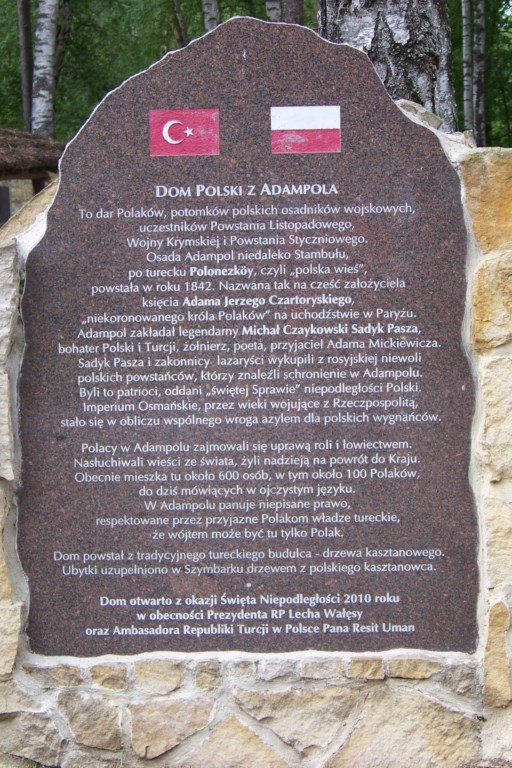 DOM POLSKI Z ADAMPOLA
To dar Polaków, potomków polskich osadników wojskowych,
uczestników Powstania Listopadowego,
Wojny Krymskiej i Powstania Styczniowego.
Osada Adampol niedaleko Stambułu,
po turecku Polonezköy, czyli „polska wieś”,
powstała w roku 1842. Nazwana tak na cześć założyciela
księcia Adama Jerzego Czartoryskiego,
„niekoronowanego króla Polaków” na uchodźstwie w Paryżu.
Adampol zakładał legendarny Michał Czaykowski Sadyk Pasza,
bohater Polski i Turcji, żołnierz, poeta, przyjaciel Adama Mickiewicza.
Sadyk Pasza i zakonnicy lazaryści wykupili z rosyjskiej niewoli
polskich powstańców, którzy znaleźli schronienie w Adampolu.
Byli to patrioci, oddani „świętej Sprawie” niepodległości Polski.
Imperium Osmańskie, przez wieki wojujące z Rzeczpospolitą,
stało się w obliczu wspólnego wroga azylem dla polskich wygnańców.
Polacy w Adampolu zajmowali się uprawą roli i łowiectwem.
Nasłuchiwali wieści ze świata, żyli nadzieją na powrót do Kraju.
Obecnie mieszka tu około 600 osób, w tym około 100 Polaków,
do dziś mówiących w ojczystym języku.
W Adampolu panuje niepisane prawo,
respektowane przez przyjazne Polakom władze tureckie,
że wójtem może być tu tylko Polak.
Dom powstał z tradycyjnego tureckiego budulca - drzewa kasztanowego.
Ubytki uzupełniono w Szymbarku drzewem z polskiego kasztanowca.
Dom otwarto z okazji Święta Niepodległości 2010 roku
w obecności Prezydenta RP Lecha Wałęsy
oraz Ambasadora Republiki Turcji w Polsce Pana Resit Uman